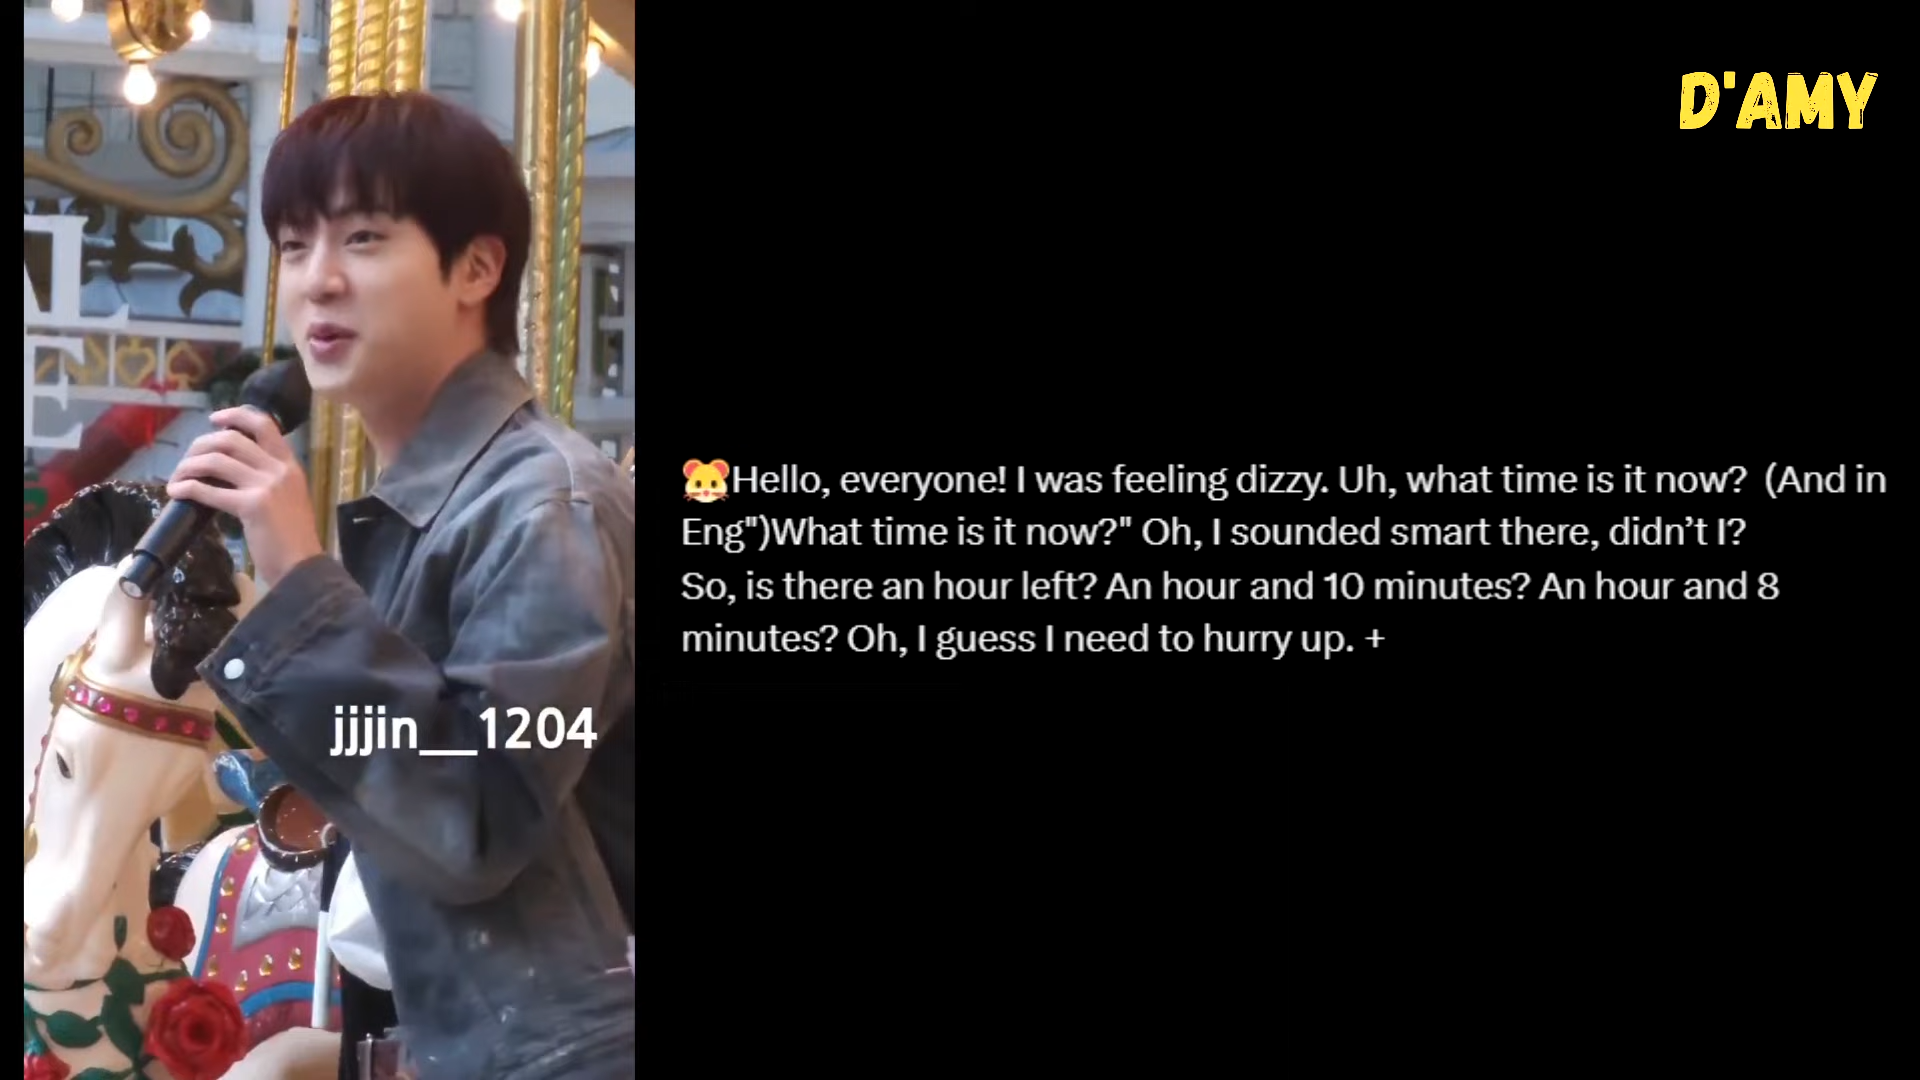 D'AMY
🐹Hello, everyone! I was feeling dizzy. Uh, what time is it now?  (And in
Eng")What time is it now?" Oh, I sounded smart there, didn’t I?
So, is there an hour left? An hour and 10 minutes? An hour and 8
minutes? Oh, I guess I need to hurry up. +
jjjin__1204
L
E